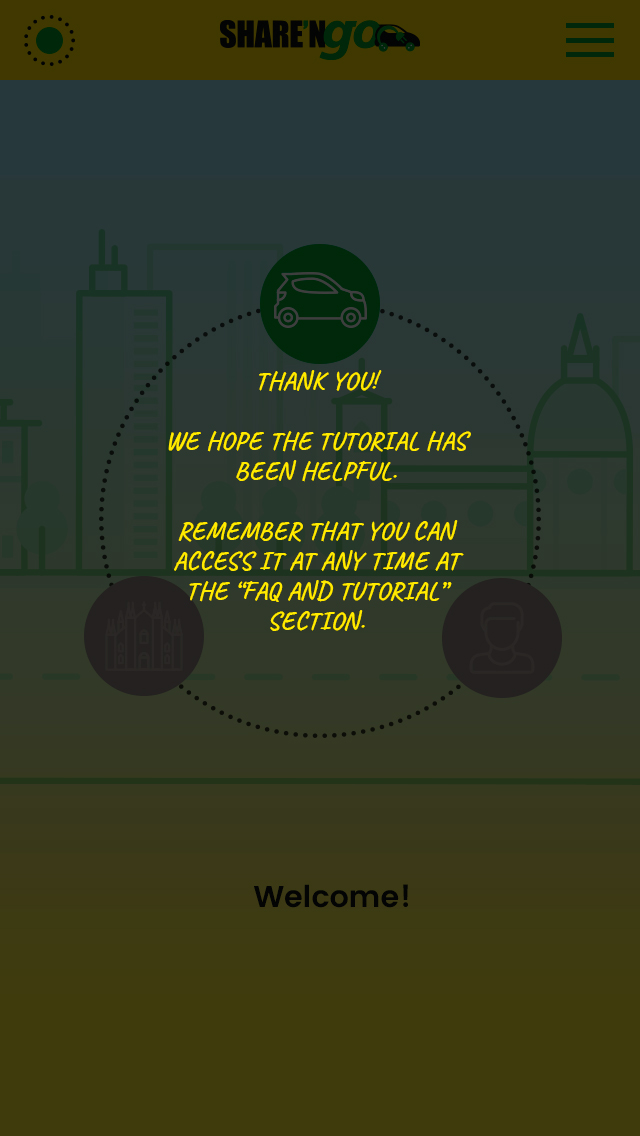 SHARE'Ngo
THANK YOU!
WE HOPE THE TUTORIAL HAS
BEEN HELPFUL.
REMEMBER THAT YOU CAN
ACCESS IT AT ANY TIME AT
THE “FAQ AND TUTORIAL”
SECTION.
Welcome!